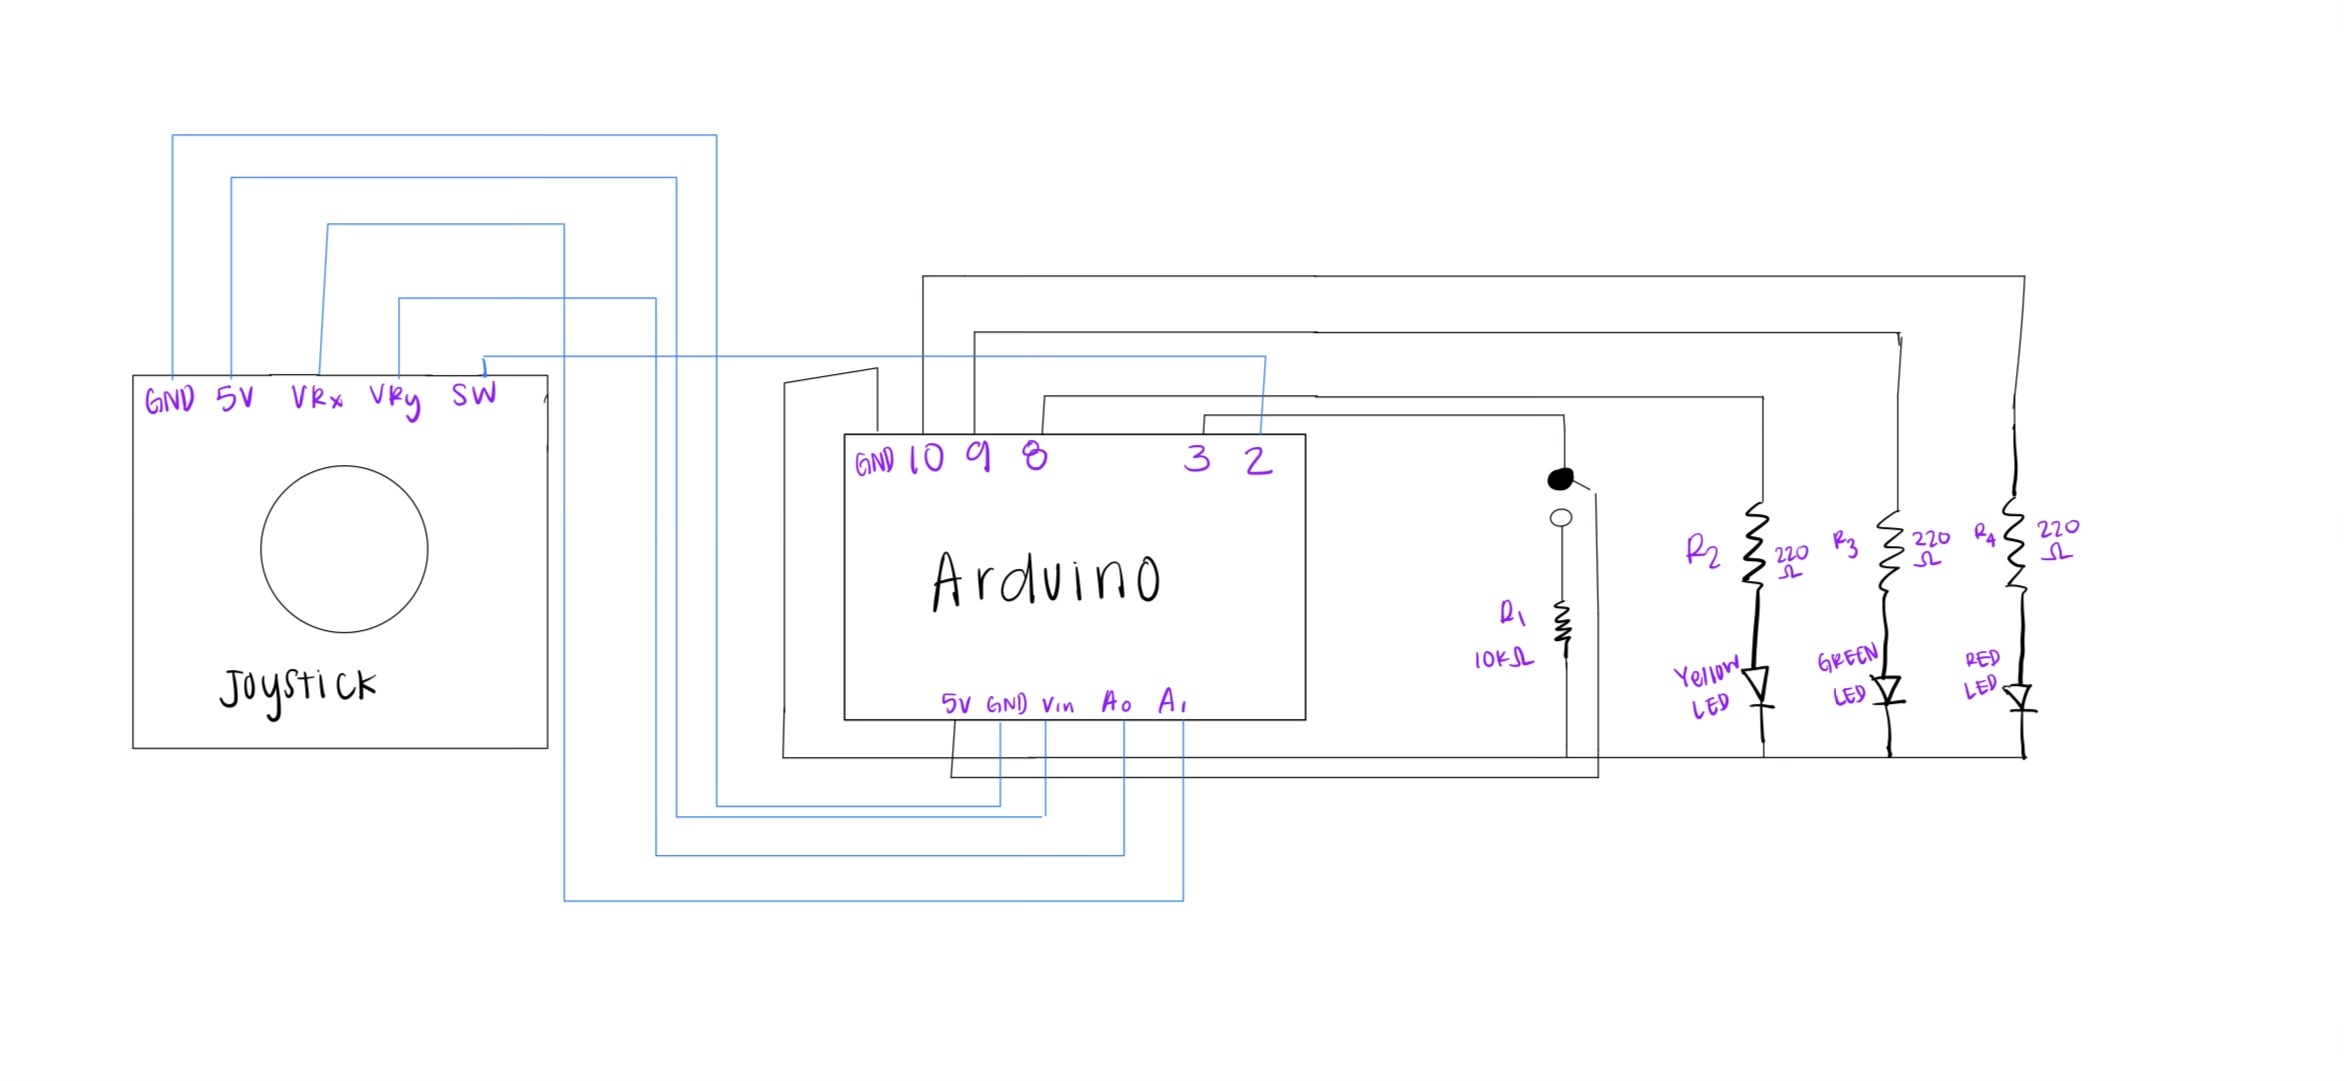 GND 5V VRx VRy SW
Joystick
GND 10 9 8 3 2
Arduino
5V GND Vin A0 A1
R1
10KΩ
R2
220
Ω
Yellow
LED
R3
220
Ω
GREEN
LED
R4
220
Ω
RED
LED